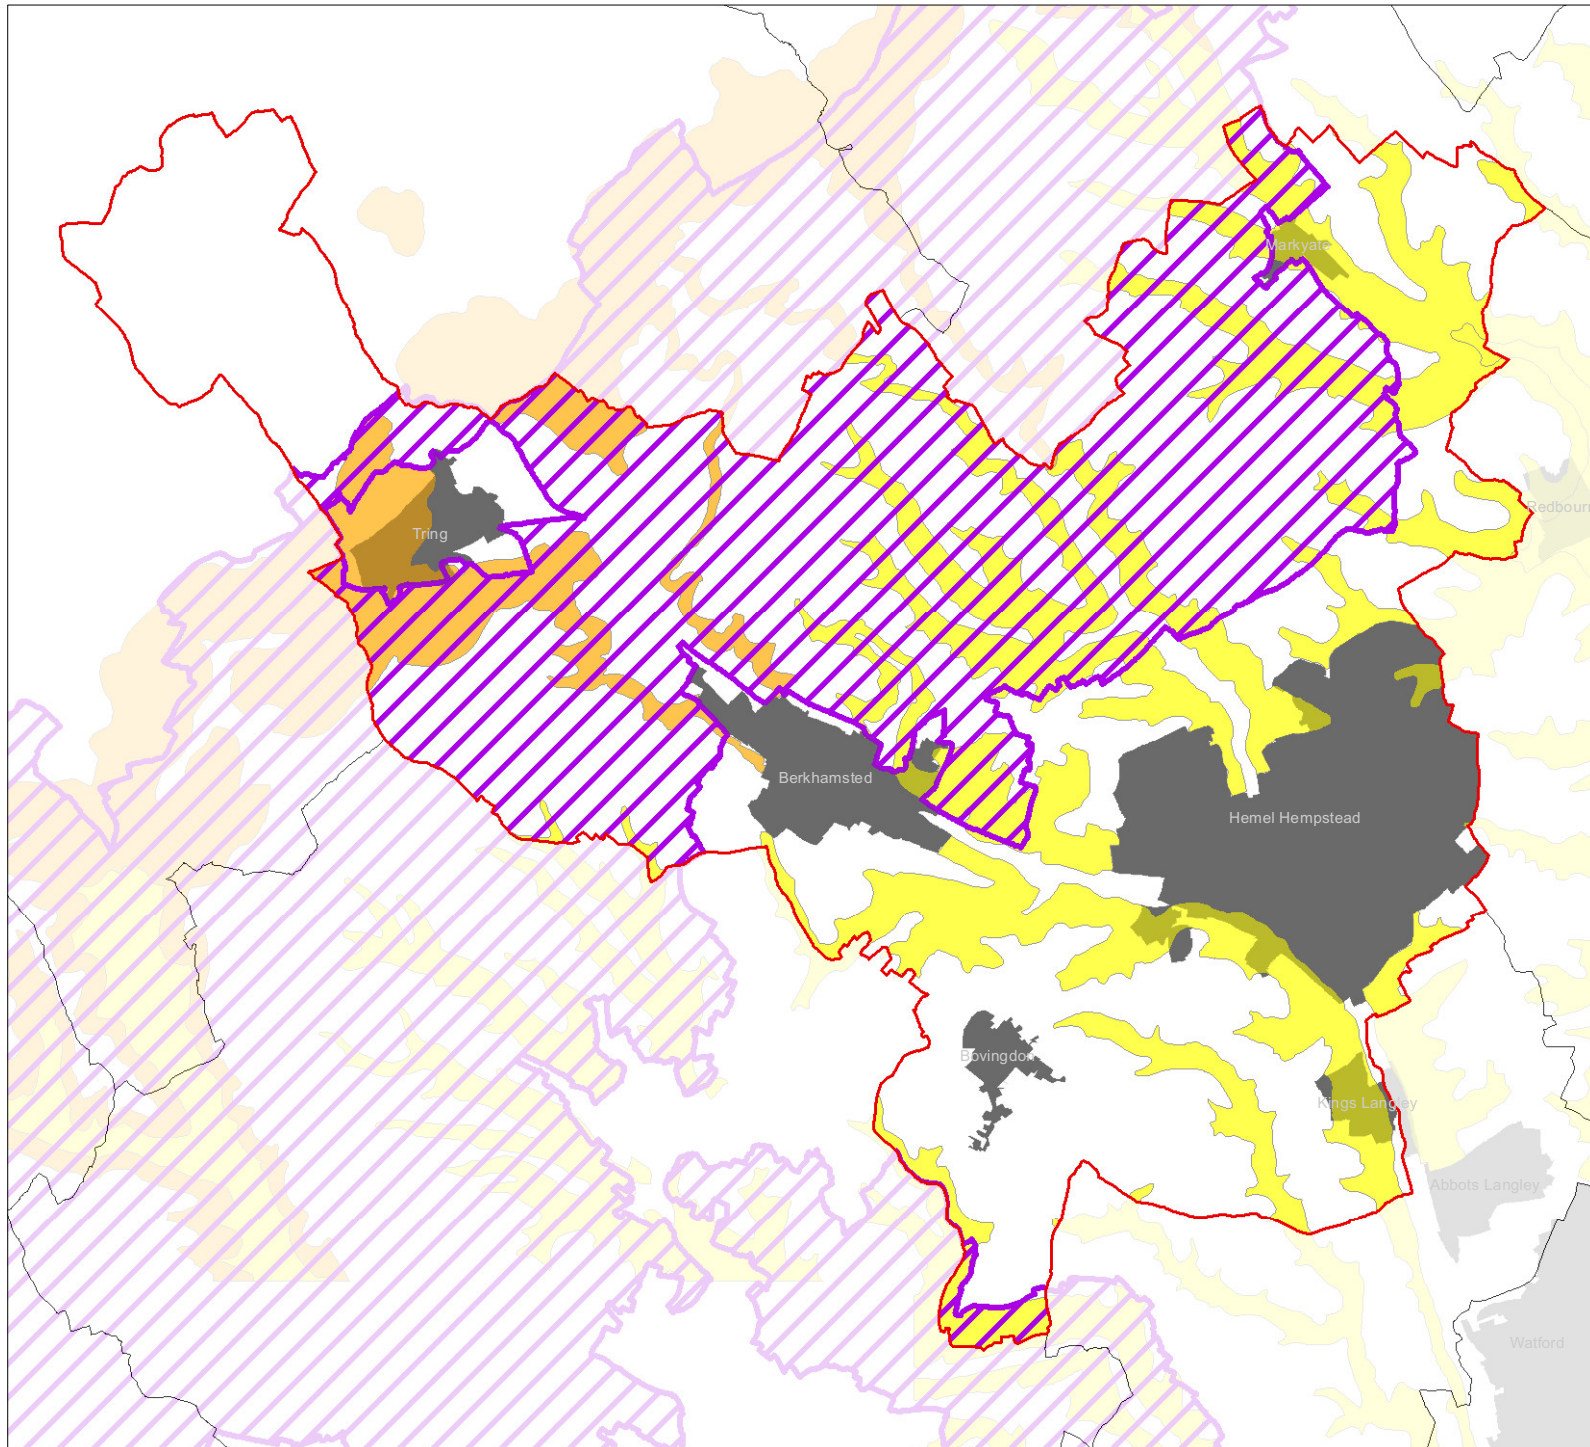 Markyate
Redbourn
Tring
Berkhamsted
Hemel Hempstead
Bovingdon
Kings Langley
Abbots Langley
Watford